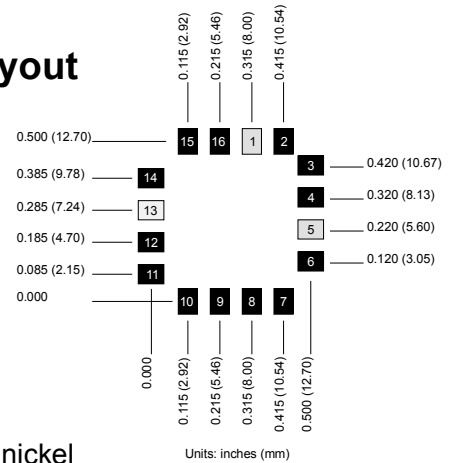 yout
0.115 (2.92)
0.215 (5.46)
0.315 (8.00)
0.415 (10.54)
0.500 (12.70)
15 16 1 2
3 0.420 (10.67)
0.385 (9.78) 14
4 0.320 (8.13)
0.285 (7.24) 13
5 0.220 (5.60)
0.185 (4.70) 12
6 0.120 (3.05)
0.085 (2.15) 11
0.000 10 9 8 7
0.000
0.115 (2.92)
0.215 (5.46)
0.315 (8.00)
0.415 (10.54)
0.500 (12.70)
nickel
Units: inches (mm)